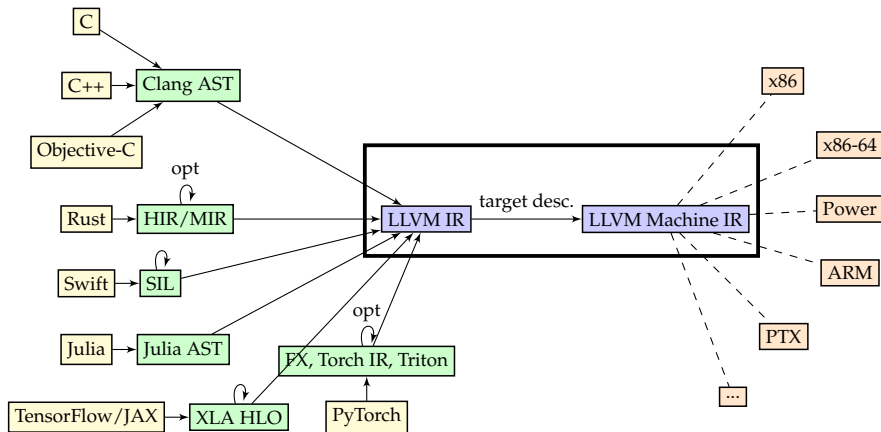 C
C++
Clang AST
Objective-C
x86
x86-64
opt
target desc.
Rust
HIR/MIR
LLVM IR
LLVM Machine IR
Power
Swift
SIL
ARM
opt
Julia
Julia AST
FX, Torch IR, Triton
PTX
TensorFlow/JAX
XLA HLO
PyTorch
...